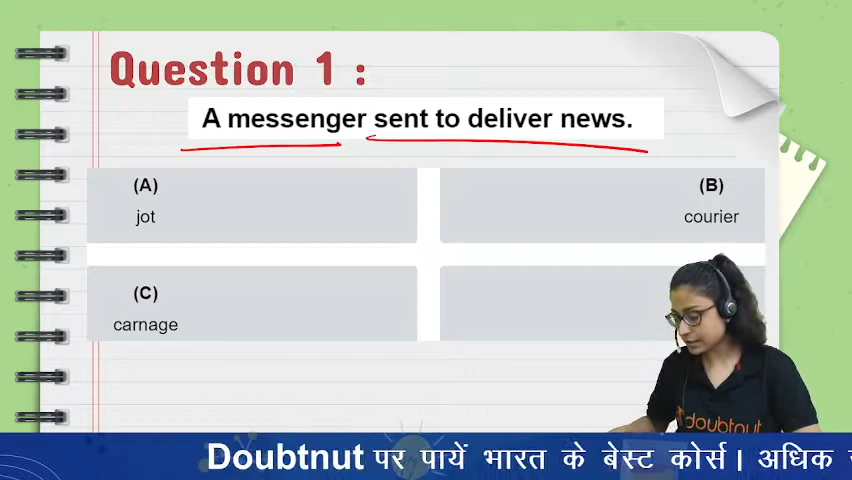 Question 1 :
A messenger sent to deliver news.
(A)
jot
(B)
courier
(C)
carnage
doubtnut
Doubtnut पर पायें भारत के बेस्ट कोर्स। अधिक